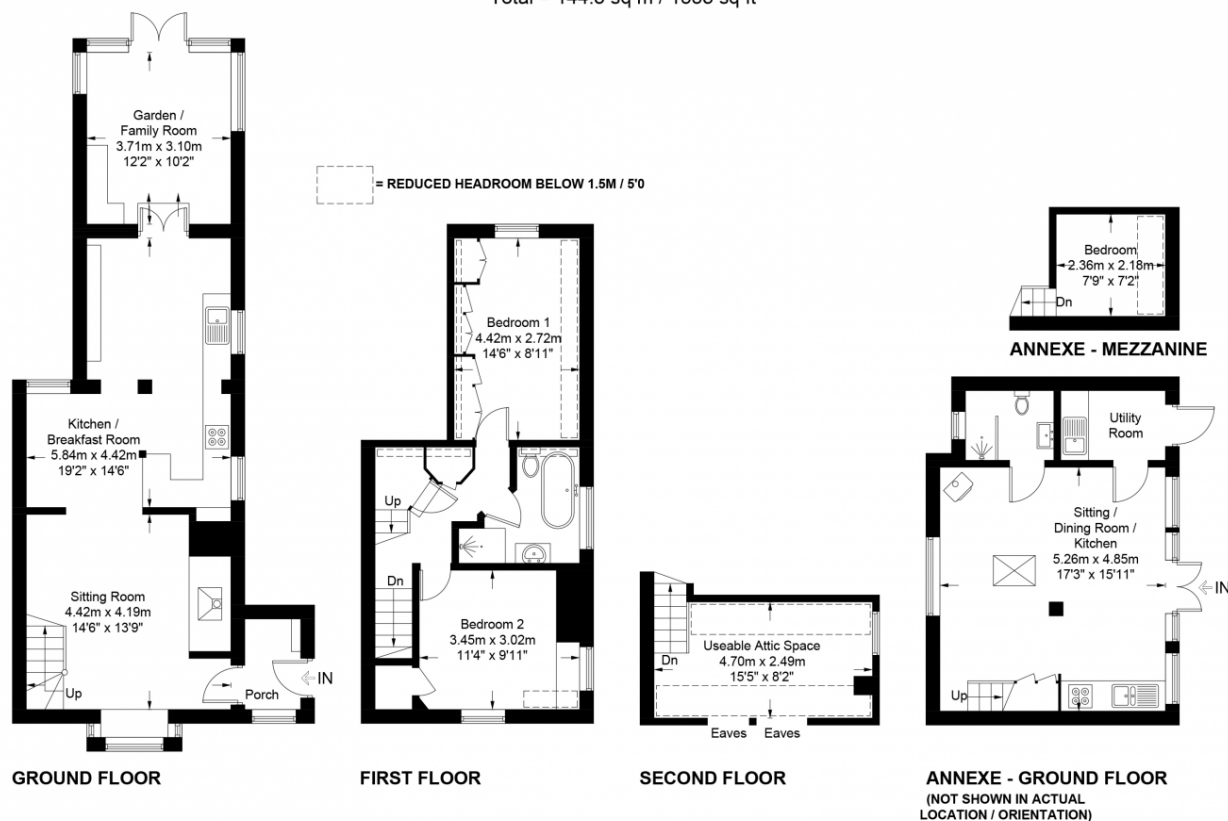 Garden /
Family Room
3.71m x 3.10m
12'2" x 10'2"
= REDUCED HEADROOM BELOW 1.5M / 5'0
Kitchen /
Breakfast Room
5.84m x 4.42m
19'2" x 14'6"
Sitting Room
4.42m x 4.19m
14'6" x 13'9"
Up
Porch
IN
GROUND FLOOR
Bedroom 1
4.42m x 2.72m
14'6" x 8'11"
Up
Dn
Bedroom 2
3.45m x 3.02m
11'4" x 9'11"
FIRST FLOOR
Dn
Useable Attic Space
4.70m x 2.49m
15'5" x 8'2"
Eaves Eaves
SECOND FLOOR
Bedroom
2.36m x 2.18m
7'9" x 7'2"
Dn
ANNEXE - MEZZANINE
Utility
Room
Sitting /
Dining Room /
Kitchen
5.26m x 4.85m
17'3" x 15'11"
IN
Up
ANNEXE - GROUND FLOOR
(NOT SHOWN IN ACTUAL
LOCATION / ORIENTATION)